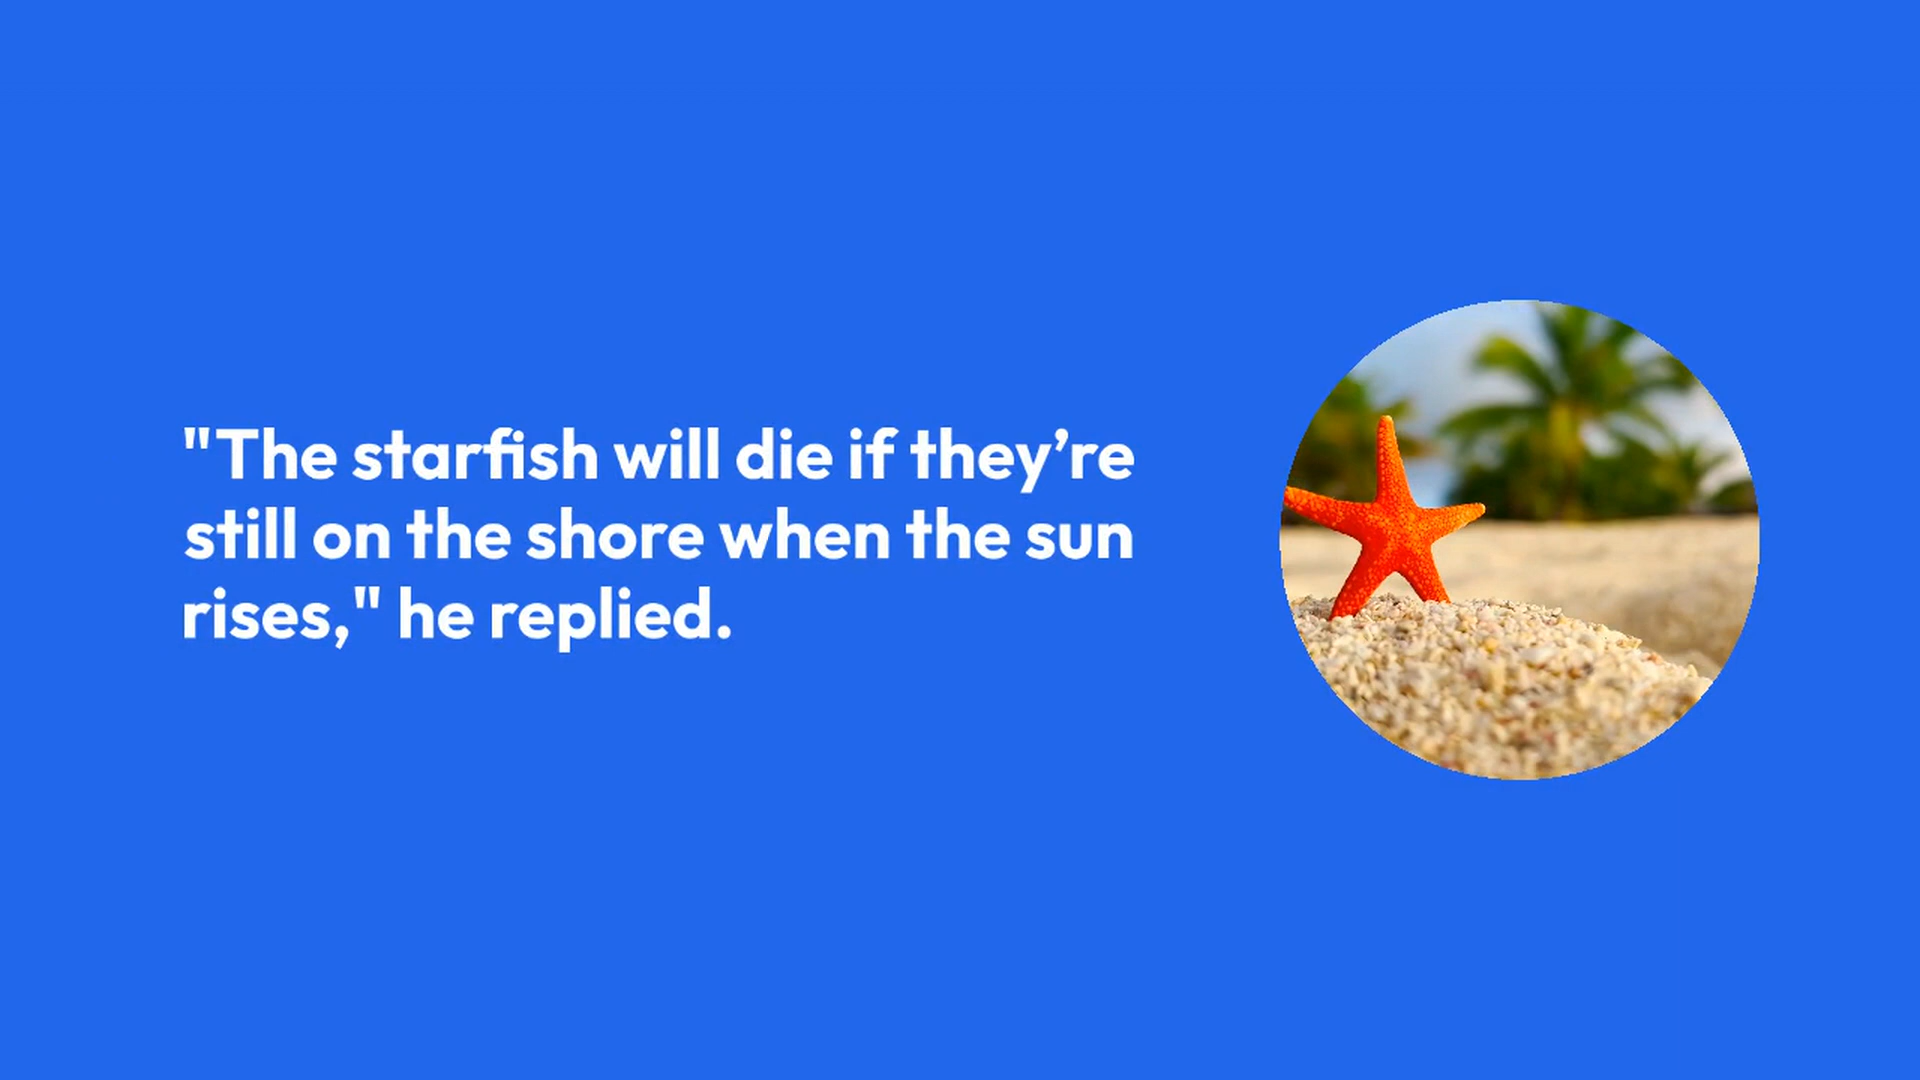 "The starfish will die if they’re
still on the shore when the sun
rises," he replied.